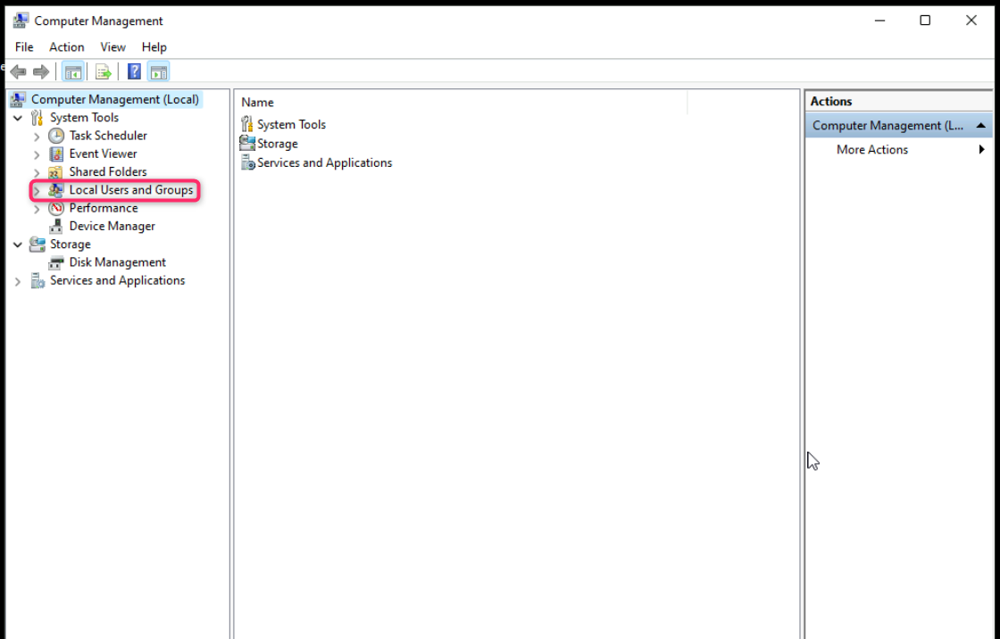 Computer Management
File Action View Help
Computer Management (Local)
System Tools
Task Scheduler
Event Viewer
Shared Folders
Local Users and Groups
Performance
Device Manager
Storage
Disk Management
Services and Applications
Name
System Tools
Storage
Services and Applications
Actions
Computer Management (L...
More Actions